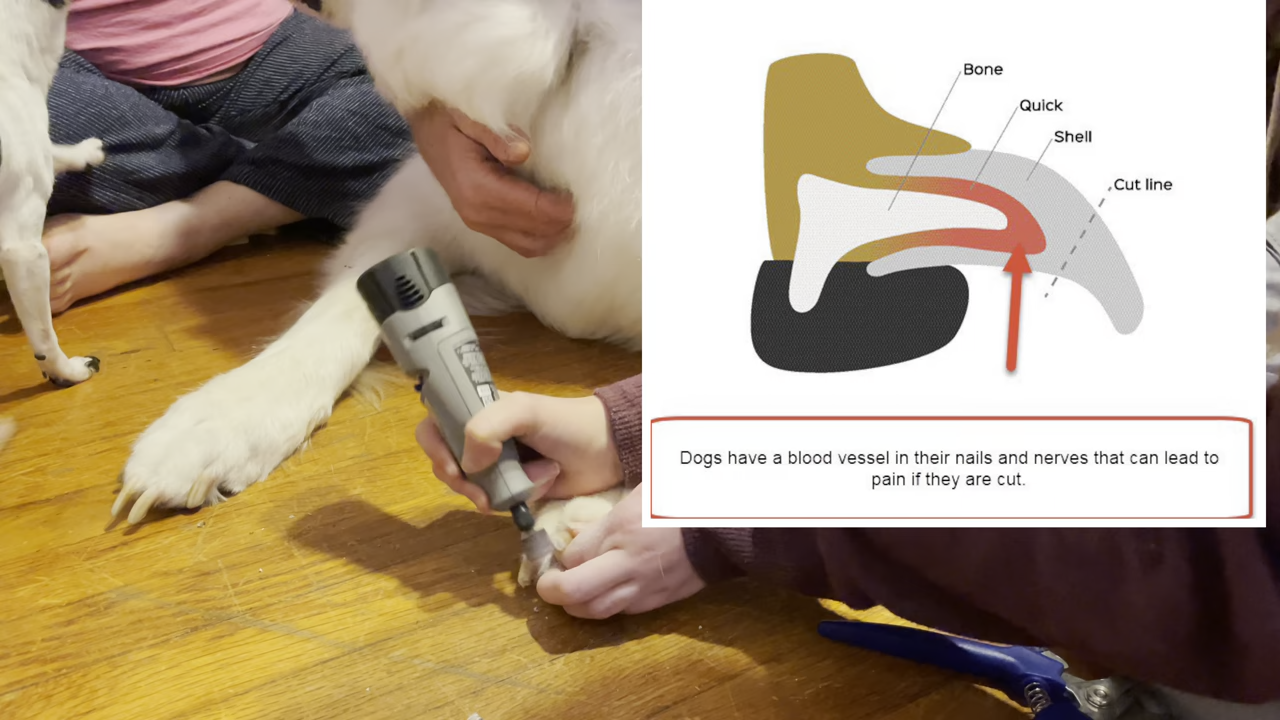 Bone
Quick
Shell
Cut line
Dogs have a blood vessel in their nails and nerves that can lead to
pain if they are cut.